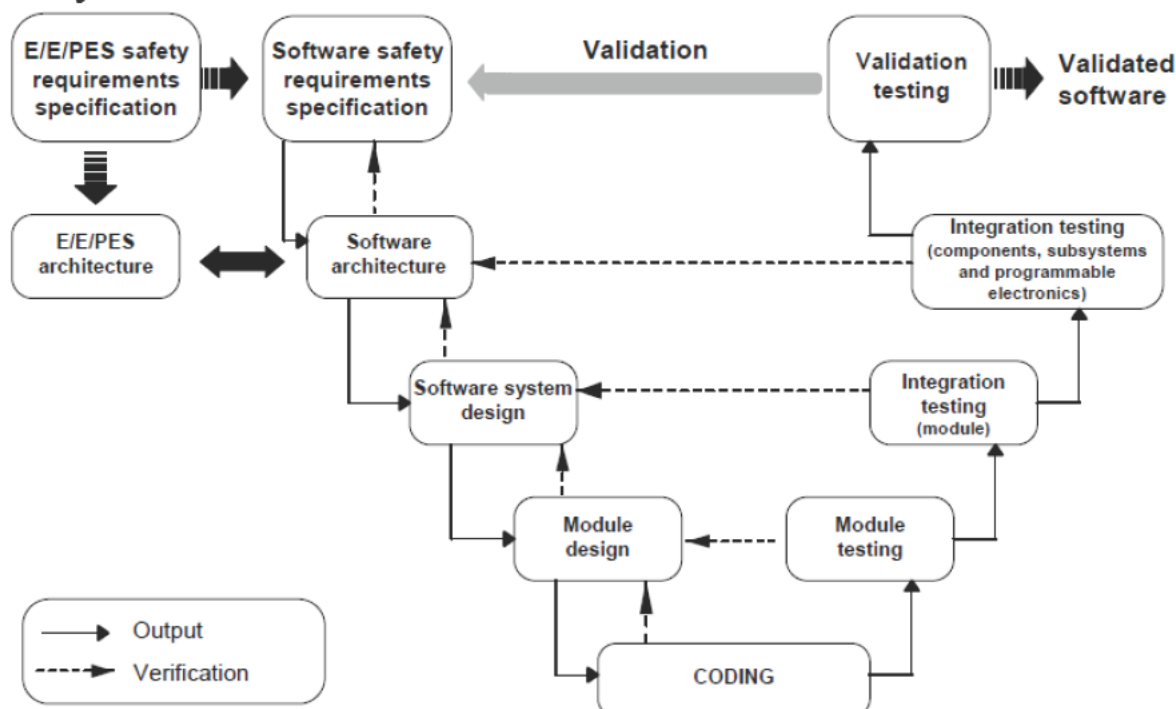 E/E/PES safety
requirements
specification
Software safety
requirements
specification
Validation
Validation
testing
Validated
software
E/E/PES
architecture
Software
architecture
Integration testing
(components, subsystems
and programmable
electronics)
Software system
design
Integration
testing
(module)
Module
design
Module
testing
CODING
Output
Verification